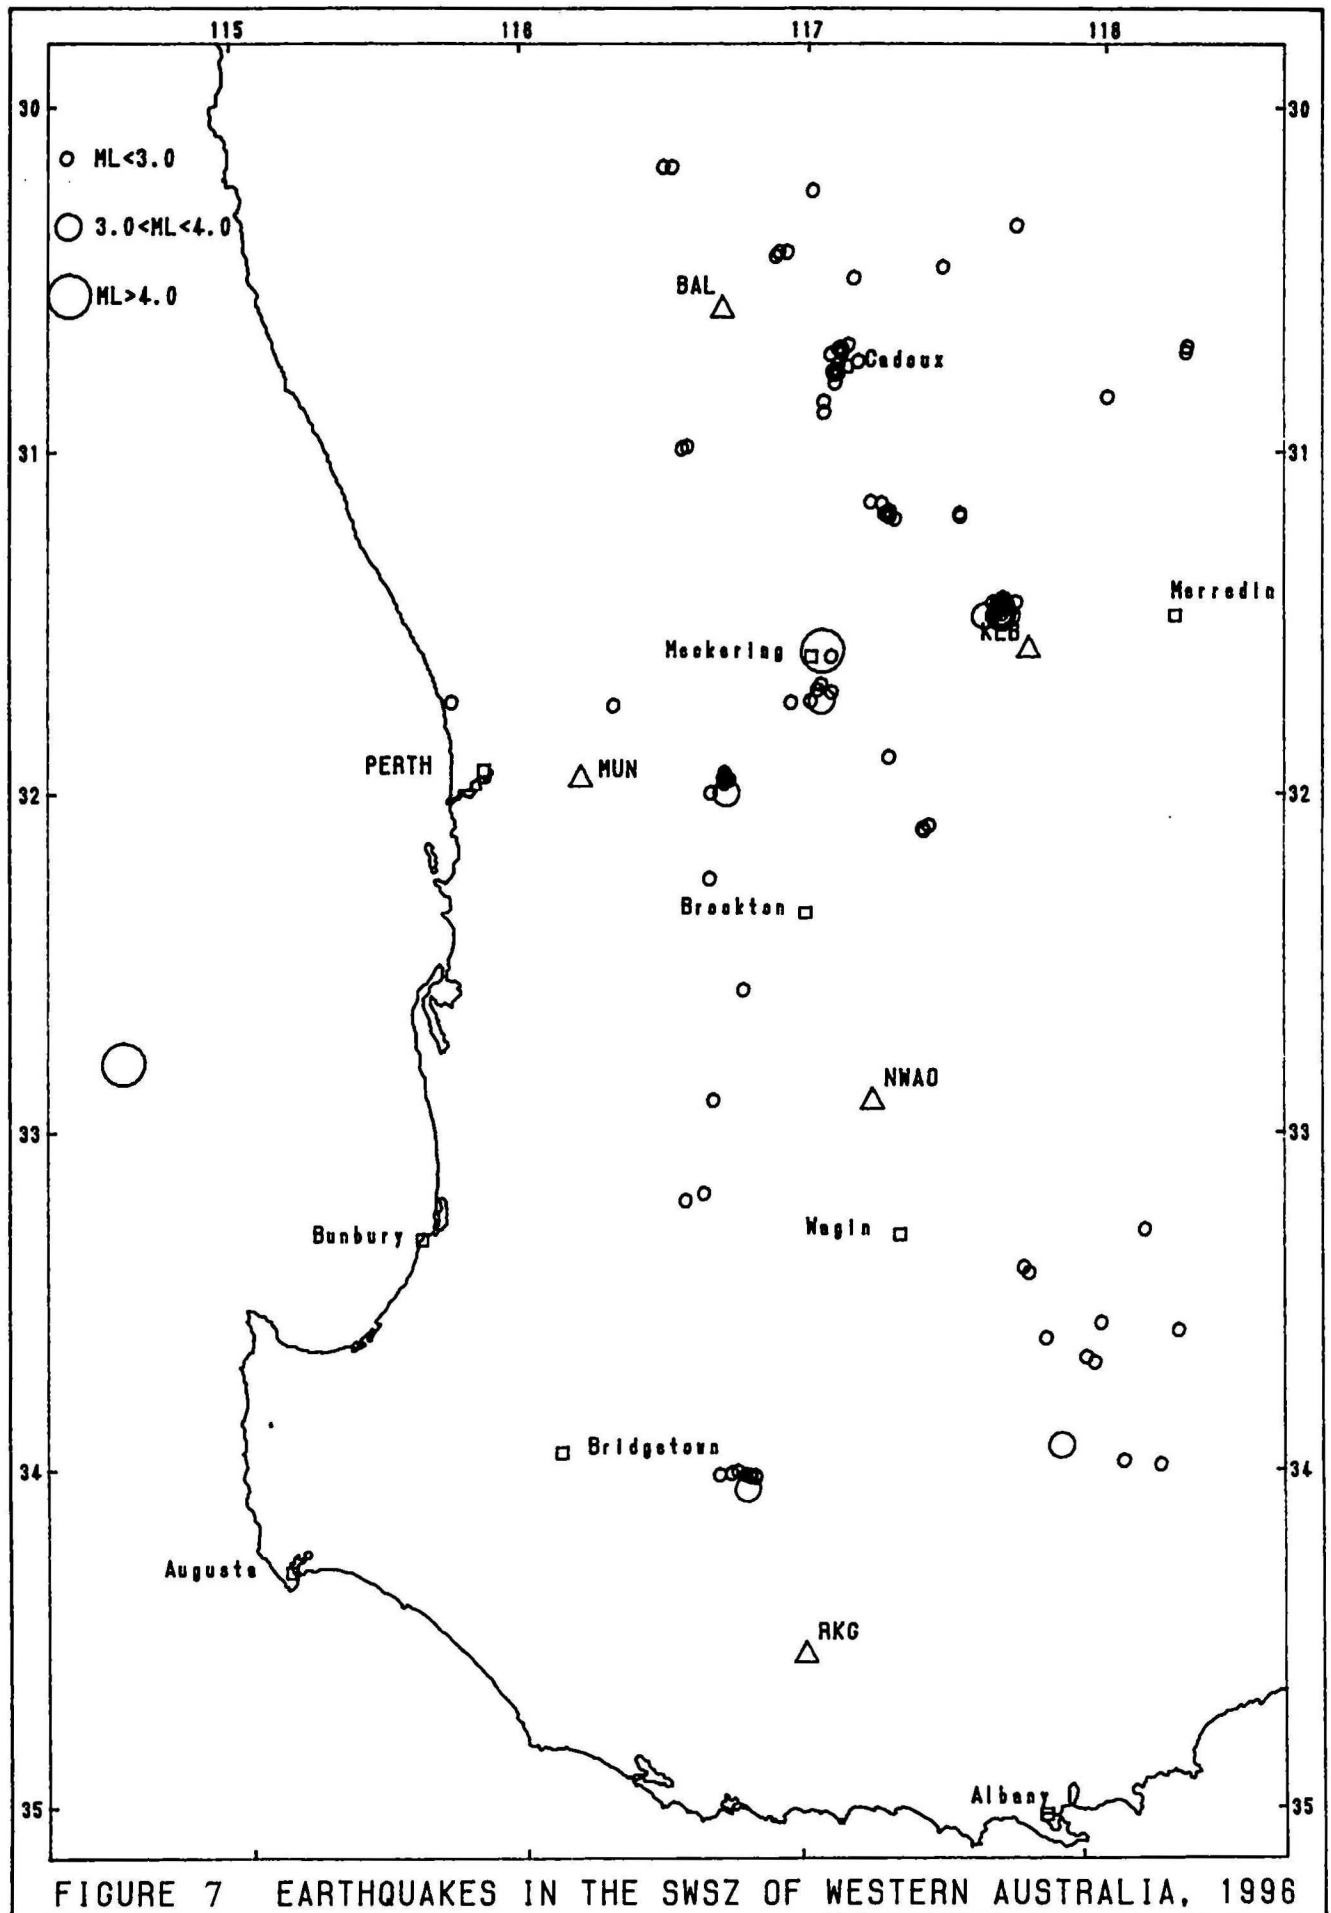 115 116 117 118
30 30
ML<3.0
3.0<ML<4.0
BAL
ML>4.0
Cadoux
31 31
Merredin
KLB
Meckering
PERTH MUN
32 32
Brookton
NWAO
33 33
Bunbury
Wagin
Bridgetown
34 34
Augusta
RKG
Albany
35 35
FIGURE 7 EARTHQUAKES IN THE SWSZ OF WESTERN AUSTRALIA, 1996